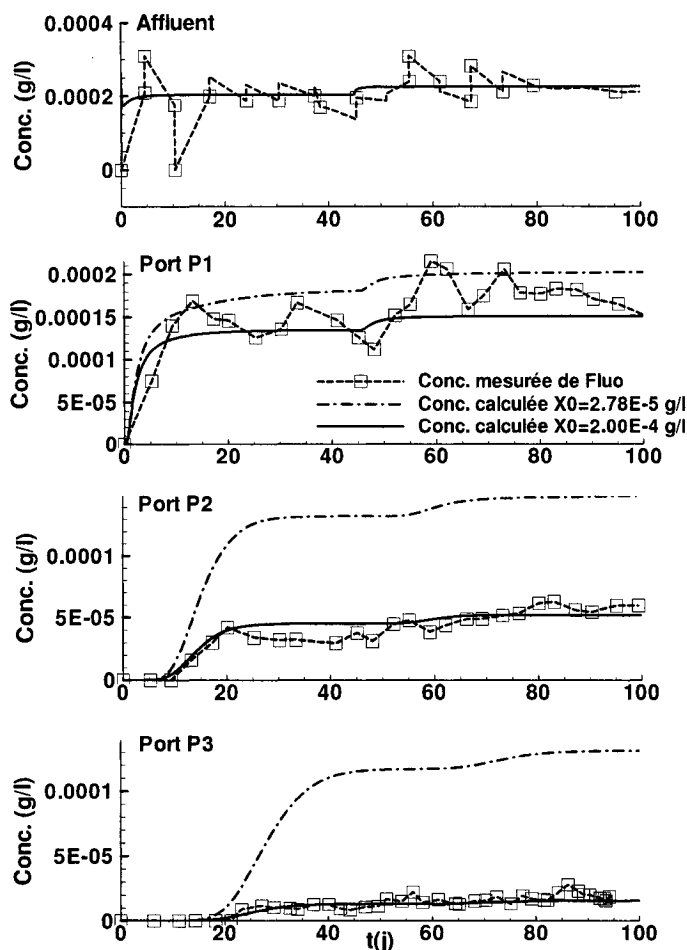 Affluent
0.0004
0.0002
0
Conc. (g/l)
0 20 40 60 80 100
Port P1
0.0002
0.00015
0.0001
5E-05
0
Conc. (g/l)
Conc. mesurée de Fluo
Conc. calculée X0=2.78E-5 g/l
Conc. calculée X0=2.00E-4 g/l
0 20 40 60 80 100
Port P2
0.0001
5E-05
0
Conc. (g/l)
0 20 40 60 80 100
Port P3
0.0001
5E-05
0
Conc. (g/l)
0 20 40 60 80 100
t(j)